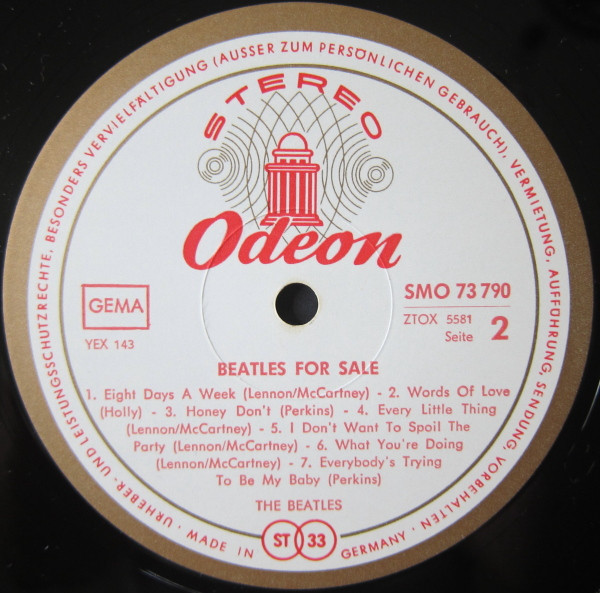 URHEBER- UND LEISTUNGSSCHUTZRECHTE, BESONDERS VERVIELFÄLTIGUNG (AUSSER ZUM PERSÖNLICHEN GEBRAUCH), VERMIETUNG, AUFFÜHRUNG, SENDUNG, VORBEHALTEN ·
STEREO
Odeon
GEMA
YEX 143
SMO 73 790
ZTOX 5581
Seite 2
BEATLES FOR SALE
1. Eight Days A Week (Lennon/McCartney) - 2. Words Of Love
(Holly) - 3. Honey Don't (Perkins) - 4. Every Little Thing
(Lennon/McCartney) - 5. I Don't Want To Spoil The
Party (Lennon/McCartney) - 6. What You're Doing
(Lennon/McCartney) - 7. Everybody's Trying
To Be My Baby (Perkins)
THE BEATLES
· MADE IN GERMANY ·
ST 33